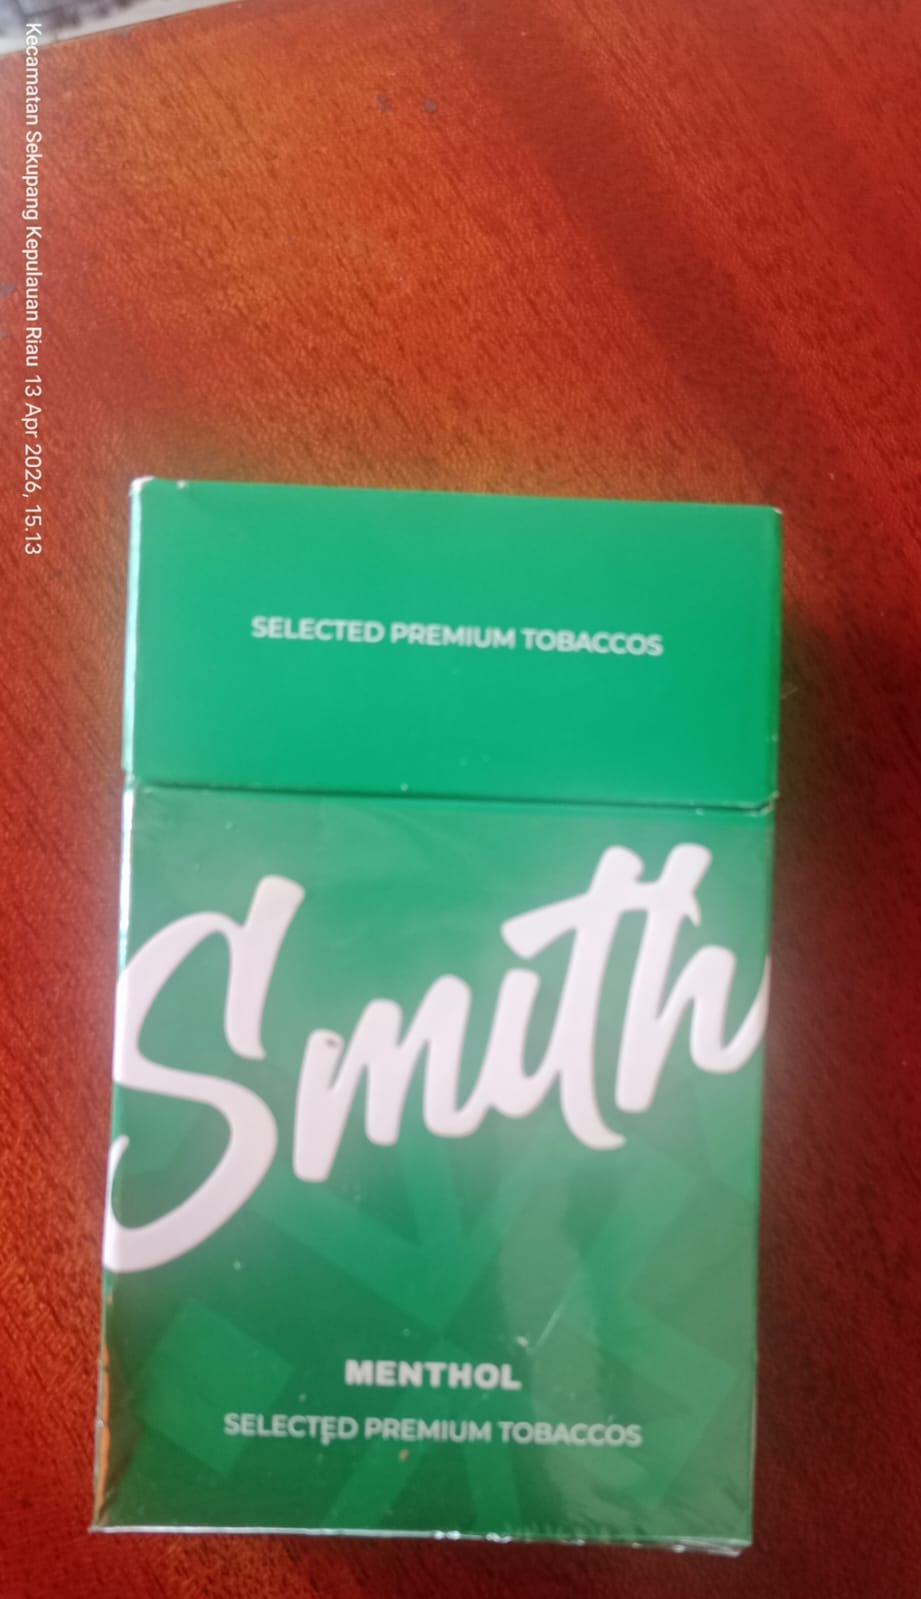 Kecamatan Sekupang Kepulauan Riau 13 Apr 2026, 15.13
SELECTED PREMIUM TOBACCOS
Smith
MENTHOL
SELECTED PREMIUM TOBACCOS